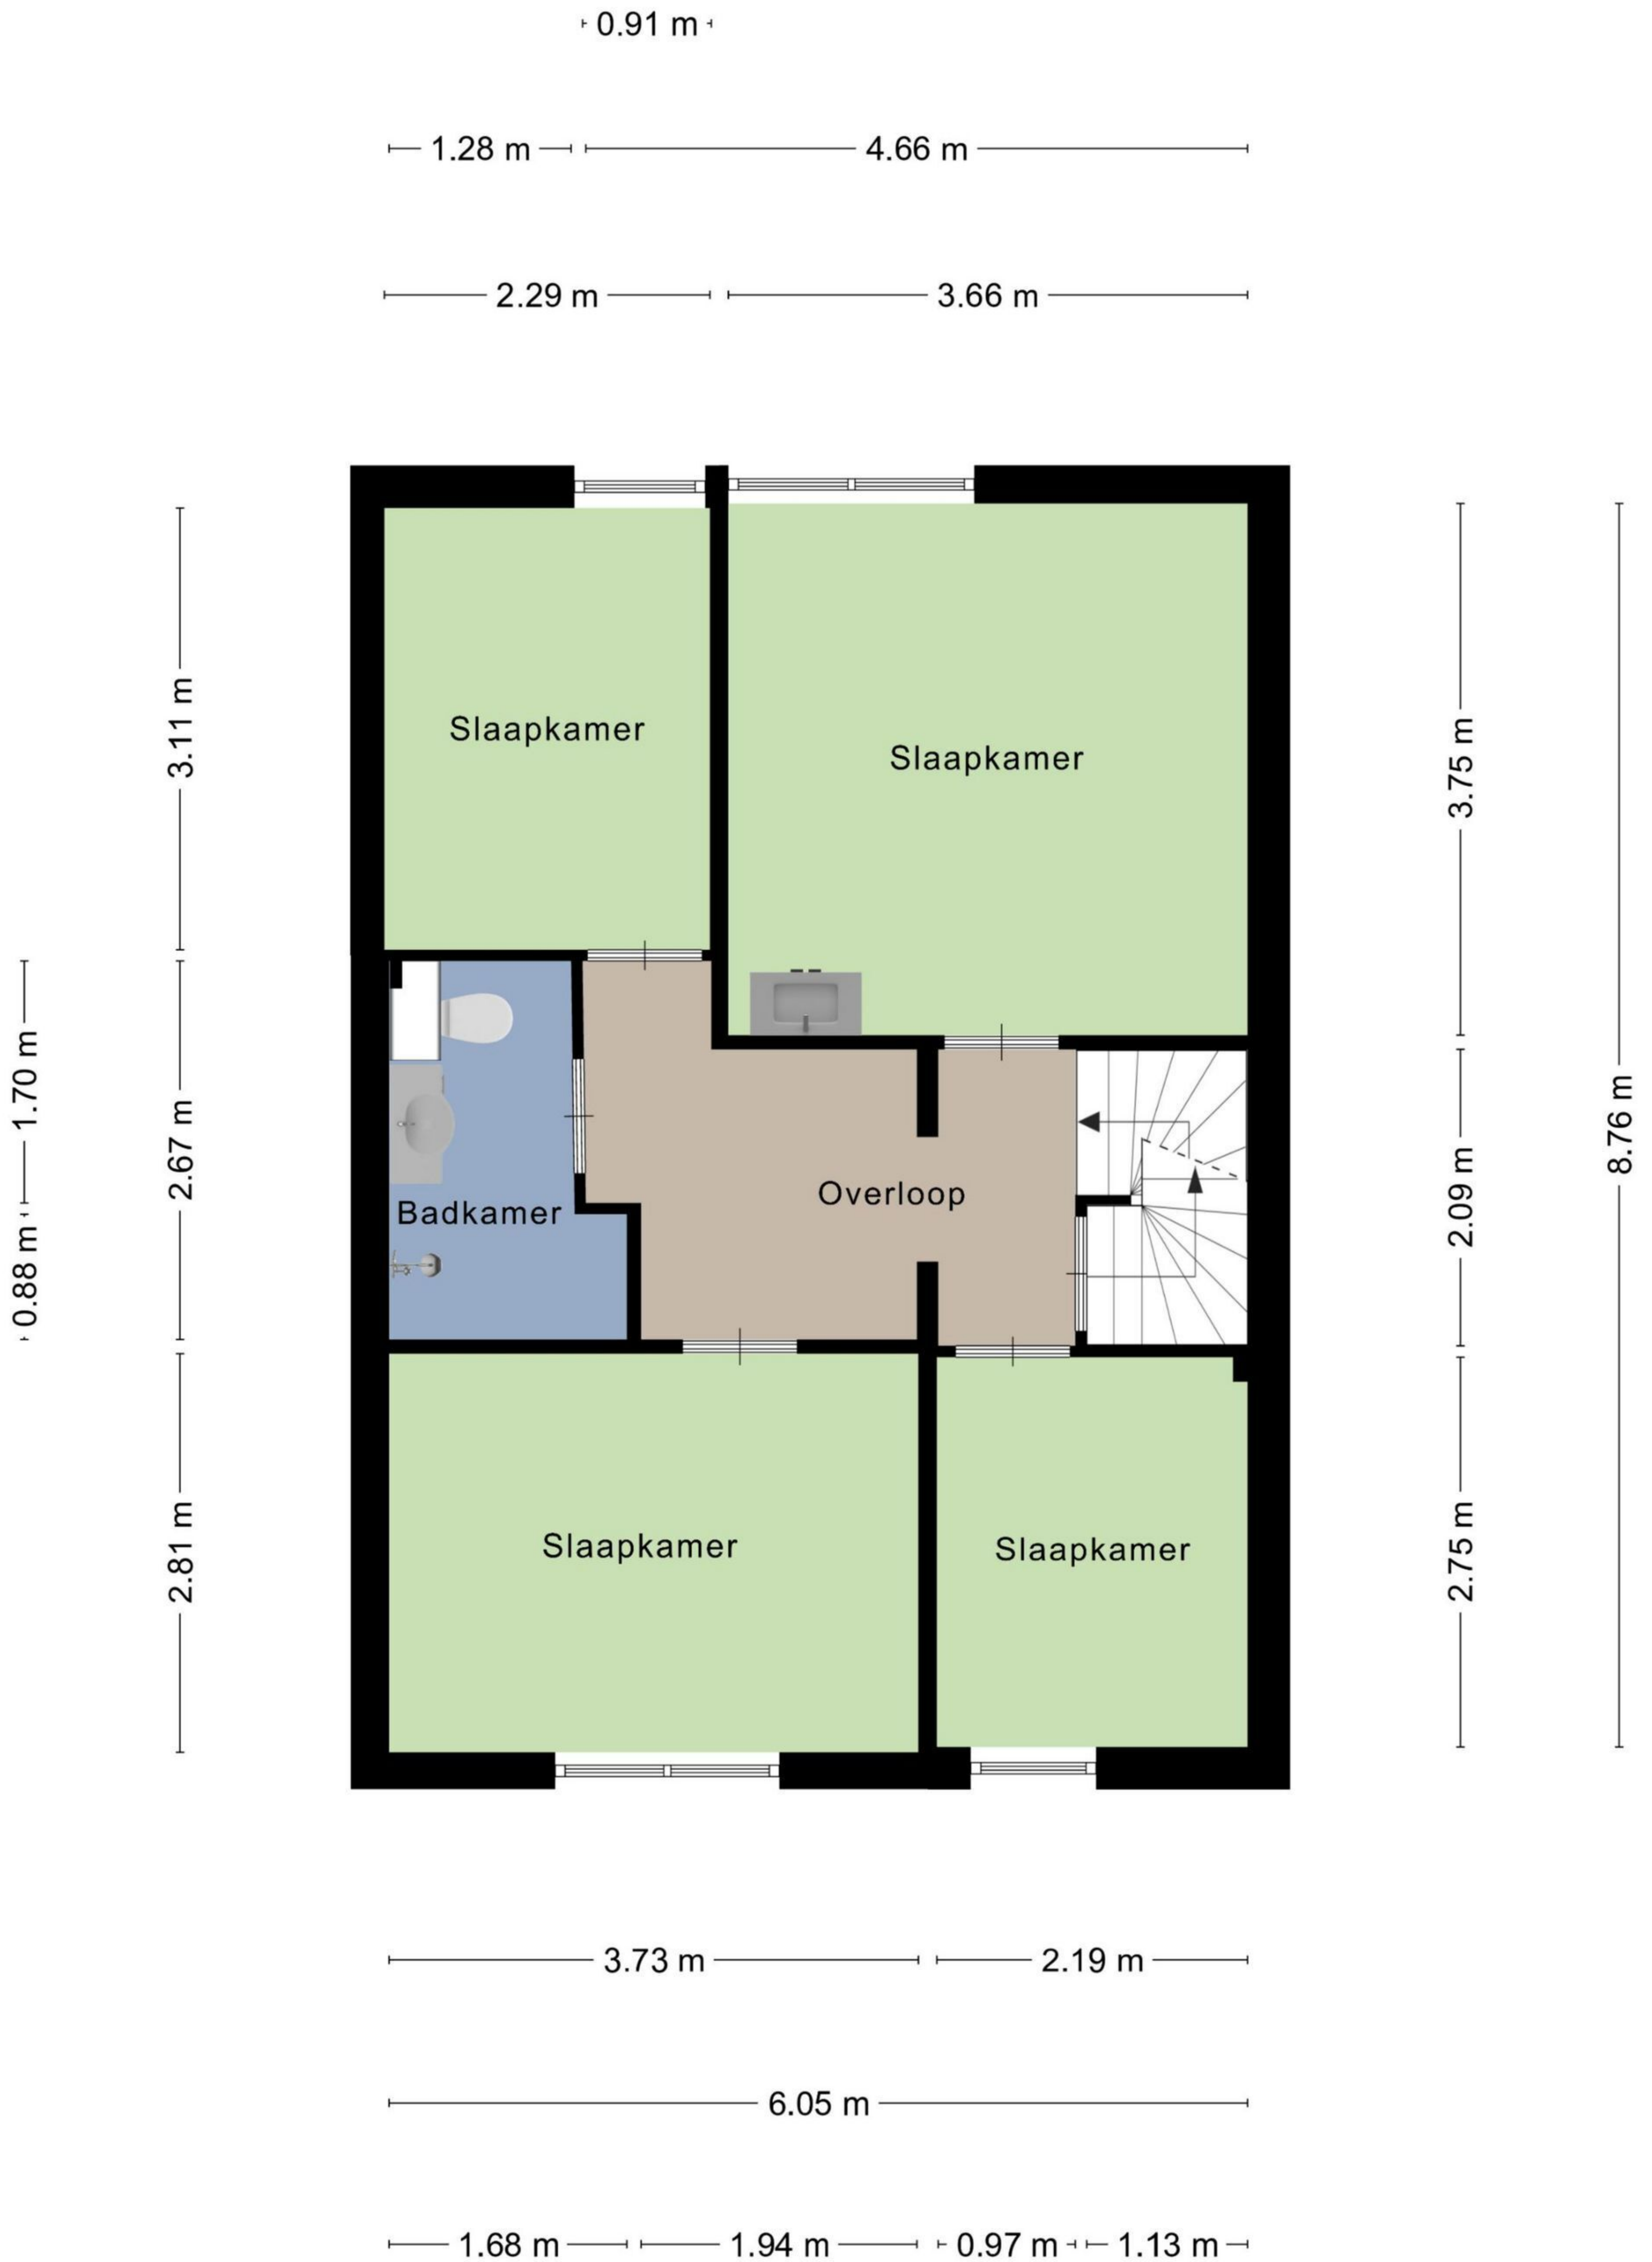 0.91 m
1.28 m
4.66 m
2.29 m
3.66 m
3.11 m
3.75 m
Slaapkamer
Slaapkamer
1.70 m
2.67 m
0.88 m
Badkamer
Overloop
2.09 m
8.76 m
2.81 m
Slaapkamer
Slaapkamer
2.75 m
3.73 m
2.19 m
6.05 m
1.68 m
1.94 m
0.97 m
1.13 m